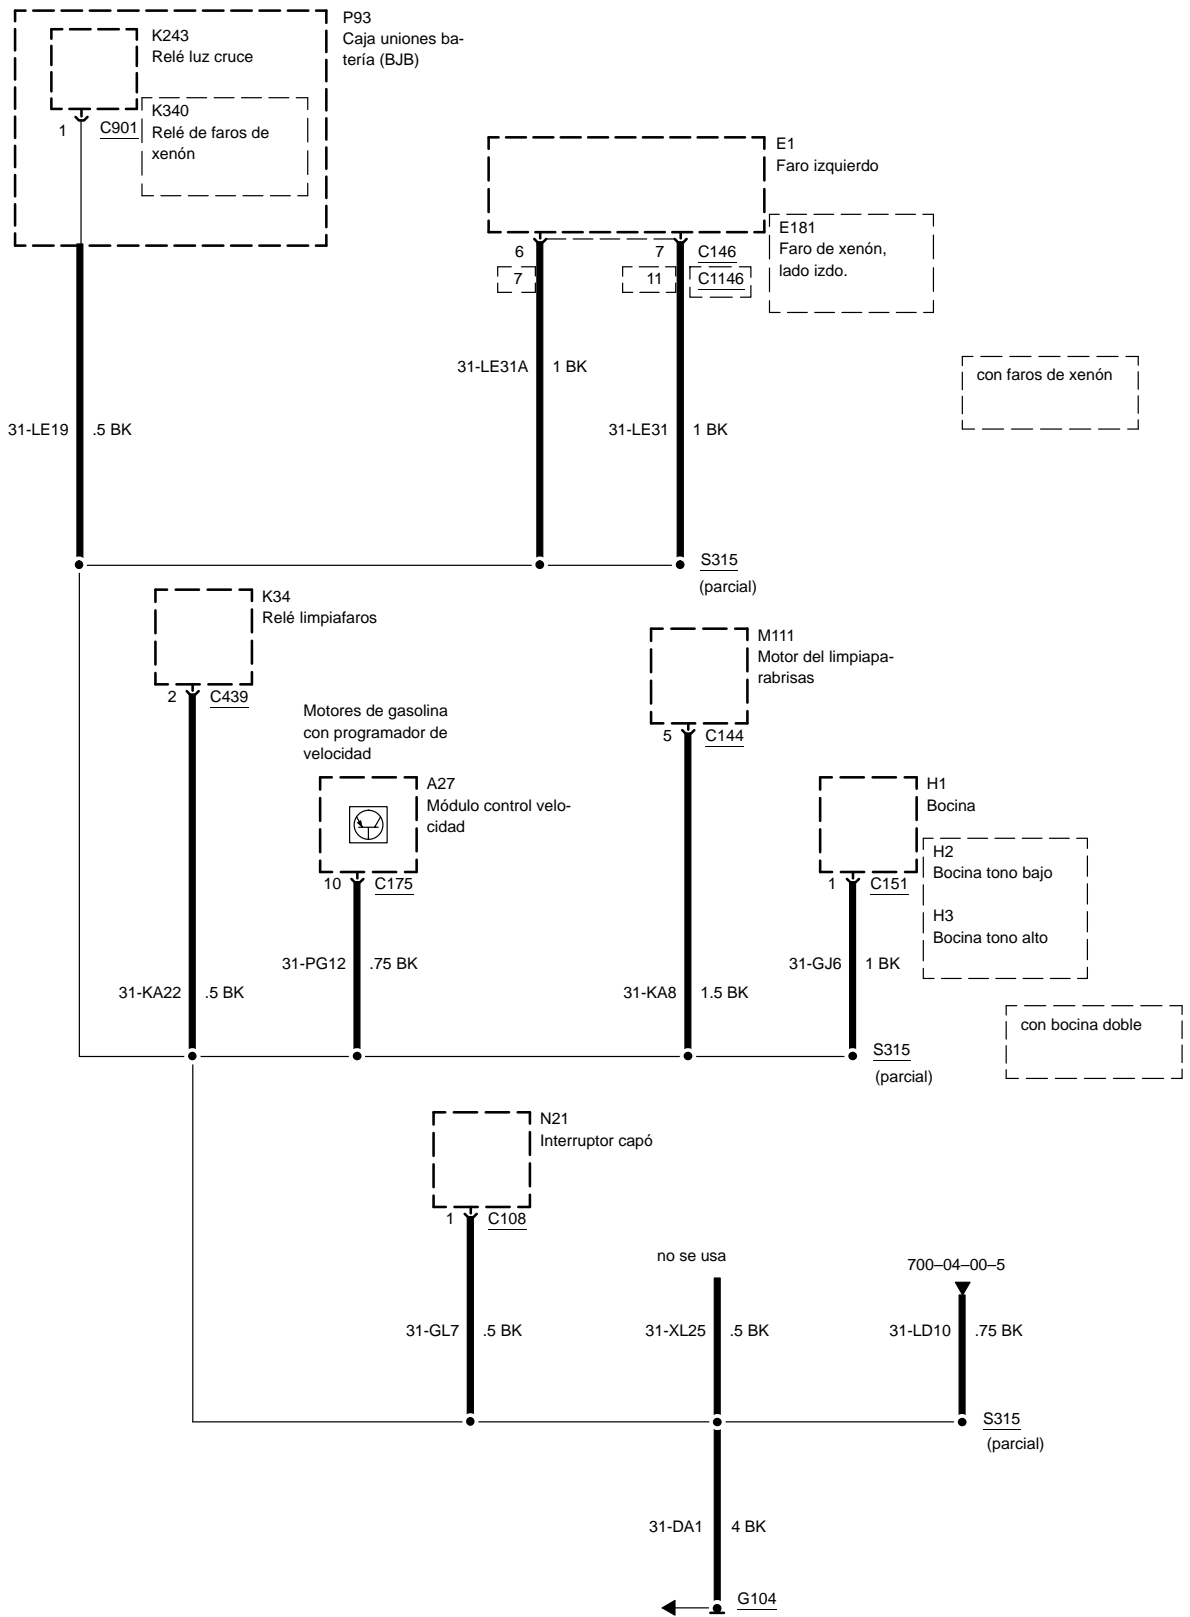 P93
Caja uniones ba-
tería (BJB)
K243
Relé luz cruce
K340
Relé de faros de
xenón
1
C901
E1
Faro izquierdo
E181
Faro de xenón,
lado izdo.
6
7
C146
7
11
C1146
31-LE31A
1 BK
con faros de xenón
31-LE19
.5 BK
31-LE31
1 BK
S315
(parcial)
K34
Relé limpiafaros
M111
Motor del limpiapa-
rabrisas
2
C439
Motores de gasolina
con programador de
velocidad
5
C144
A27
Módulo control velo-
cidad
H1
Bocina
H2
Bocina tono bajo
H3
Bocina tono alto
10
C175
1
C151
31-PG12
.75 BK
31-GJ6
1 BK
31-KA22
.5 BK
31-KA8
1.5 BK
con bocina doble
S315
(parcial)
N21
Interruptor capó
1
C108
no se usa
700–04–00–5
31-GL7
.5 BK
31-XL25
.5 BK
31-LD10
.75 BK
S315
(parcial)
31-DA1
4 BK
G104